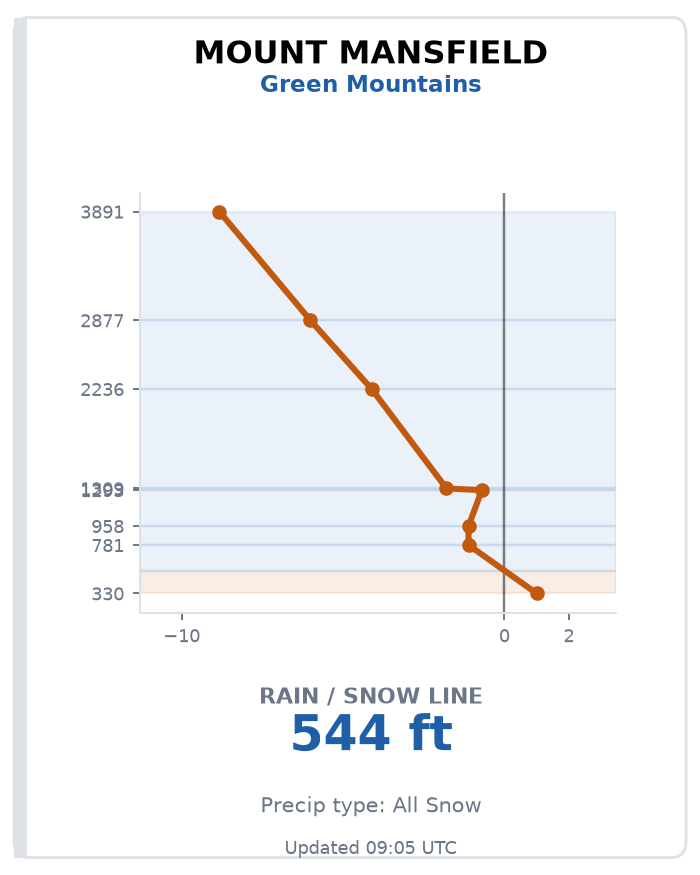 MOUNT MANSFIELD
Green Mountains
3891
2877
2236
958
781
330
−10 0 2
RAIN / SNOW LINE
544 ft
Precip type: All Snow
Updated 09:05 UTC